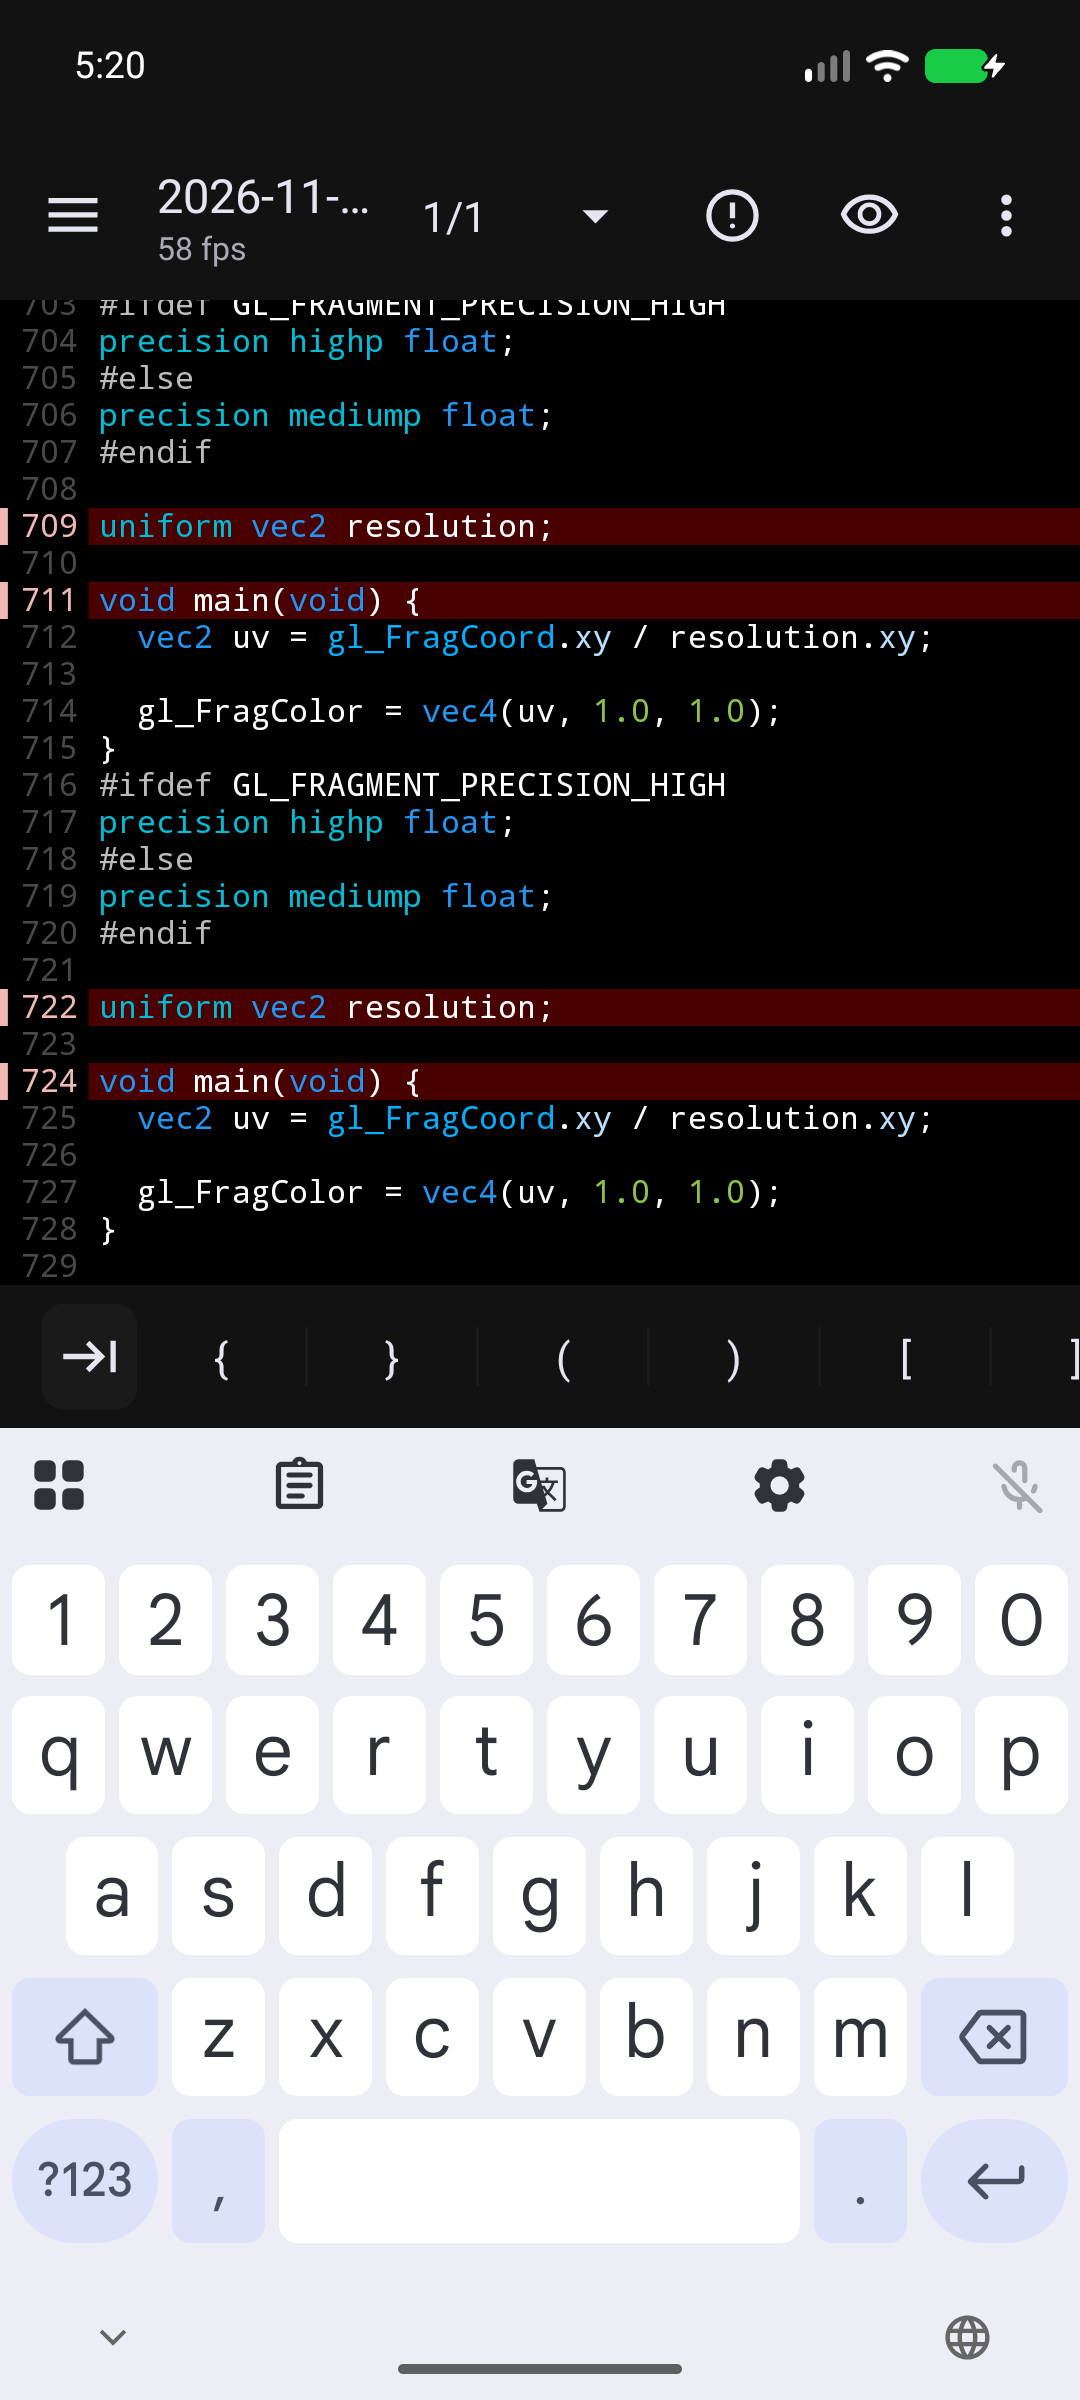 5:20
2026-11-...
58 fps
1/1
703 #ifdef GL_FRAGMENT_PRECISION_HIGH
704 precision highp float;
705 #else
706 precision mediump float;
707 #endif
708
709 uniform vec2 resolution;
710
711 void main(void) {
712   vec2 uv = gl_FragCoord.xy / resolution.xy;
713
714   gl_FragColor = vec4(uv, 1.0, 1.0);
715 }
716 #ifdef GL_FRAGMENT_PRECISION_HIGH
717 precision highp float;
718 #else
719 precision mediump float;
720 #endif
721
722 uniform vec2 resolution;
723
724 void main(void) {
725   vec2 uv = gl_FragCoord.xy / resolution.xy;
726
727   gl_FragColor = vec4(uv, 1.0, 1.0);
728 }
729
{ } ( ) [ ]
1 2 3 4 5 6 7 8 9 0
q w e r t y u i o p
a s d f g h j k l
z x c v b n m
?123 , .